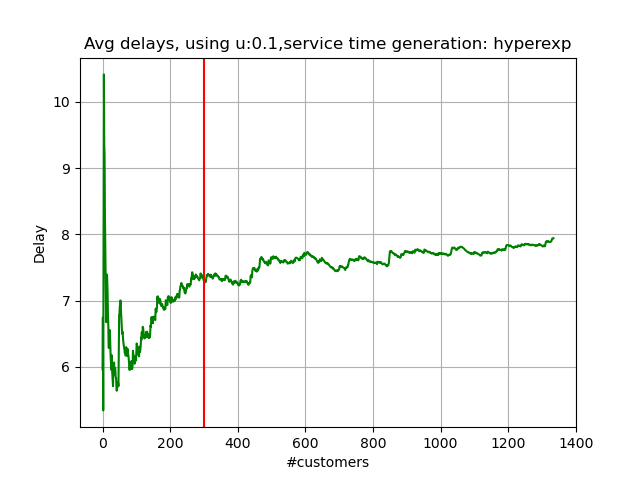 Avg delays, using u:0.1,service time generation: hyperexp
10
9
8
7
6
Delay
0 200 400 600 800 1000 1200 1400
#customers